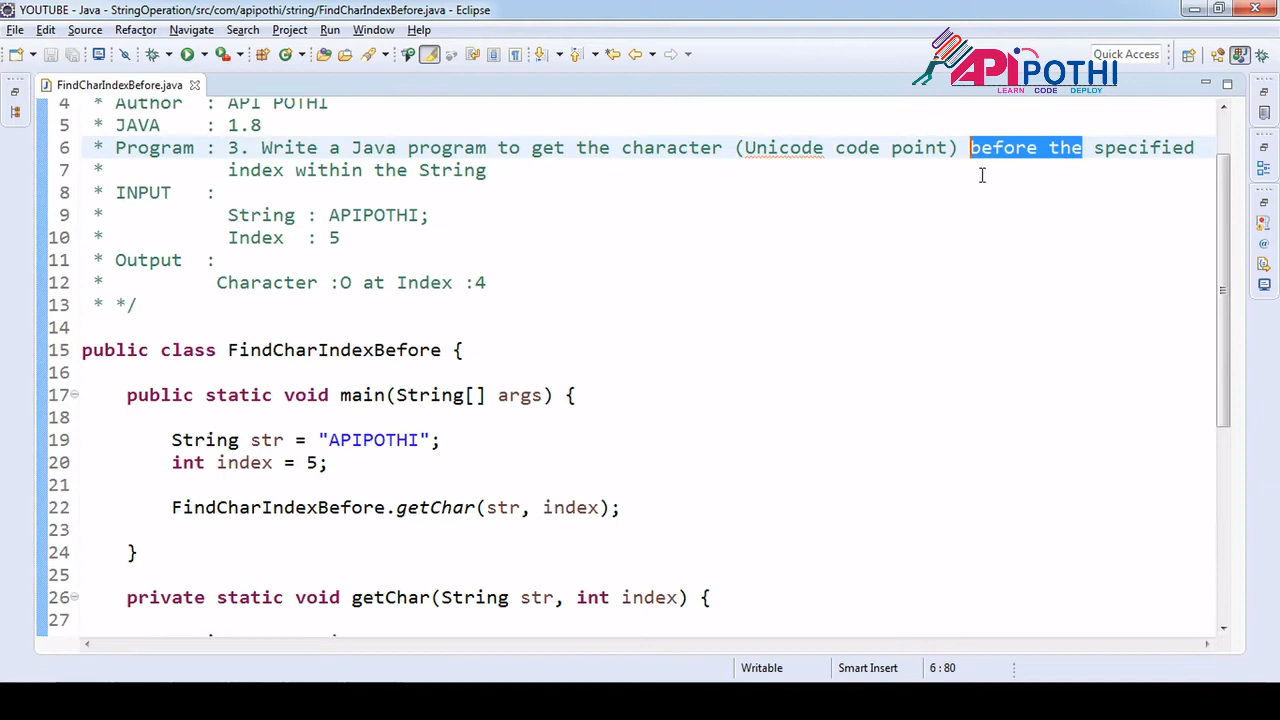 YOUTUBE - Java - StringOperation/src/com/apipothi/string/FindCharIndexBefore.java - Eclipse
File Edit Source Refactor Navigate Search Project Run Window Help
Quick Access
APIPOTHI
LEARN CODE DEPLOY
FindCharIndexBefore.java
4 * Author : API POTHI
5 * JAVA : 1.8
6 * Program : 3. Write a Java program to get the character (Unicode code point) before the specified
7 * index within the String
8 * INPUT :
9 * String : APIPOTHI;
10 * Index : 5
11 * Output :
12 * Character :O at Index :4
13 * */
14
15 public class FindCharIndexBefore {
16
17 public static void main(String[] args) {
18
19 String str = "APIPOTHI";
20 int index = 5;
21
22 FindCharIndexBefore.getChar(str, index);
23
24 }
25
26 private static void getChar(String str, int index) {
27
Writable Smart Insert 6 : 80